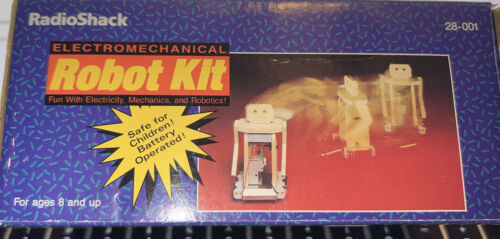 RadioShack
28-001
ELECTROMECHANICAL
Robot Kit
Fun With Electricity, Mechanics, and Robotics!
Safe for
Children!
Battery
Operated!
For ages 8 and up